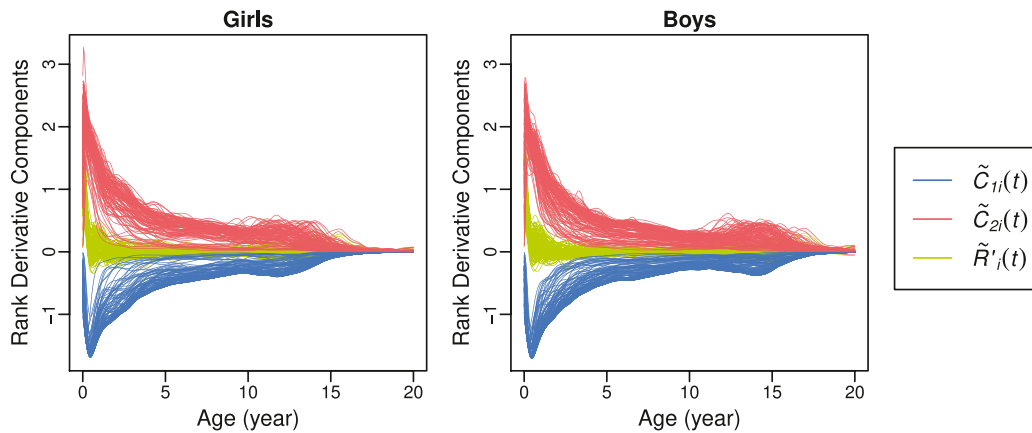 Girls
Rank Derivative Components
3
2
1
0
−1
0
5
10
15
20
Age (year)
Boys
Rank Derivative Components
3
2
1
0
−1
0
5
10
15
20
Age (year)
C̃₁ᵢ(t)
C̃₂ᵢ(t)
R̃'ᵢ(t)